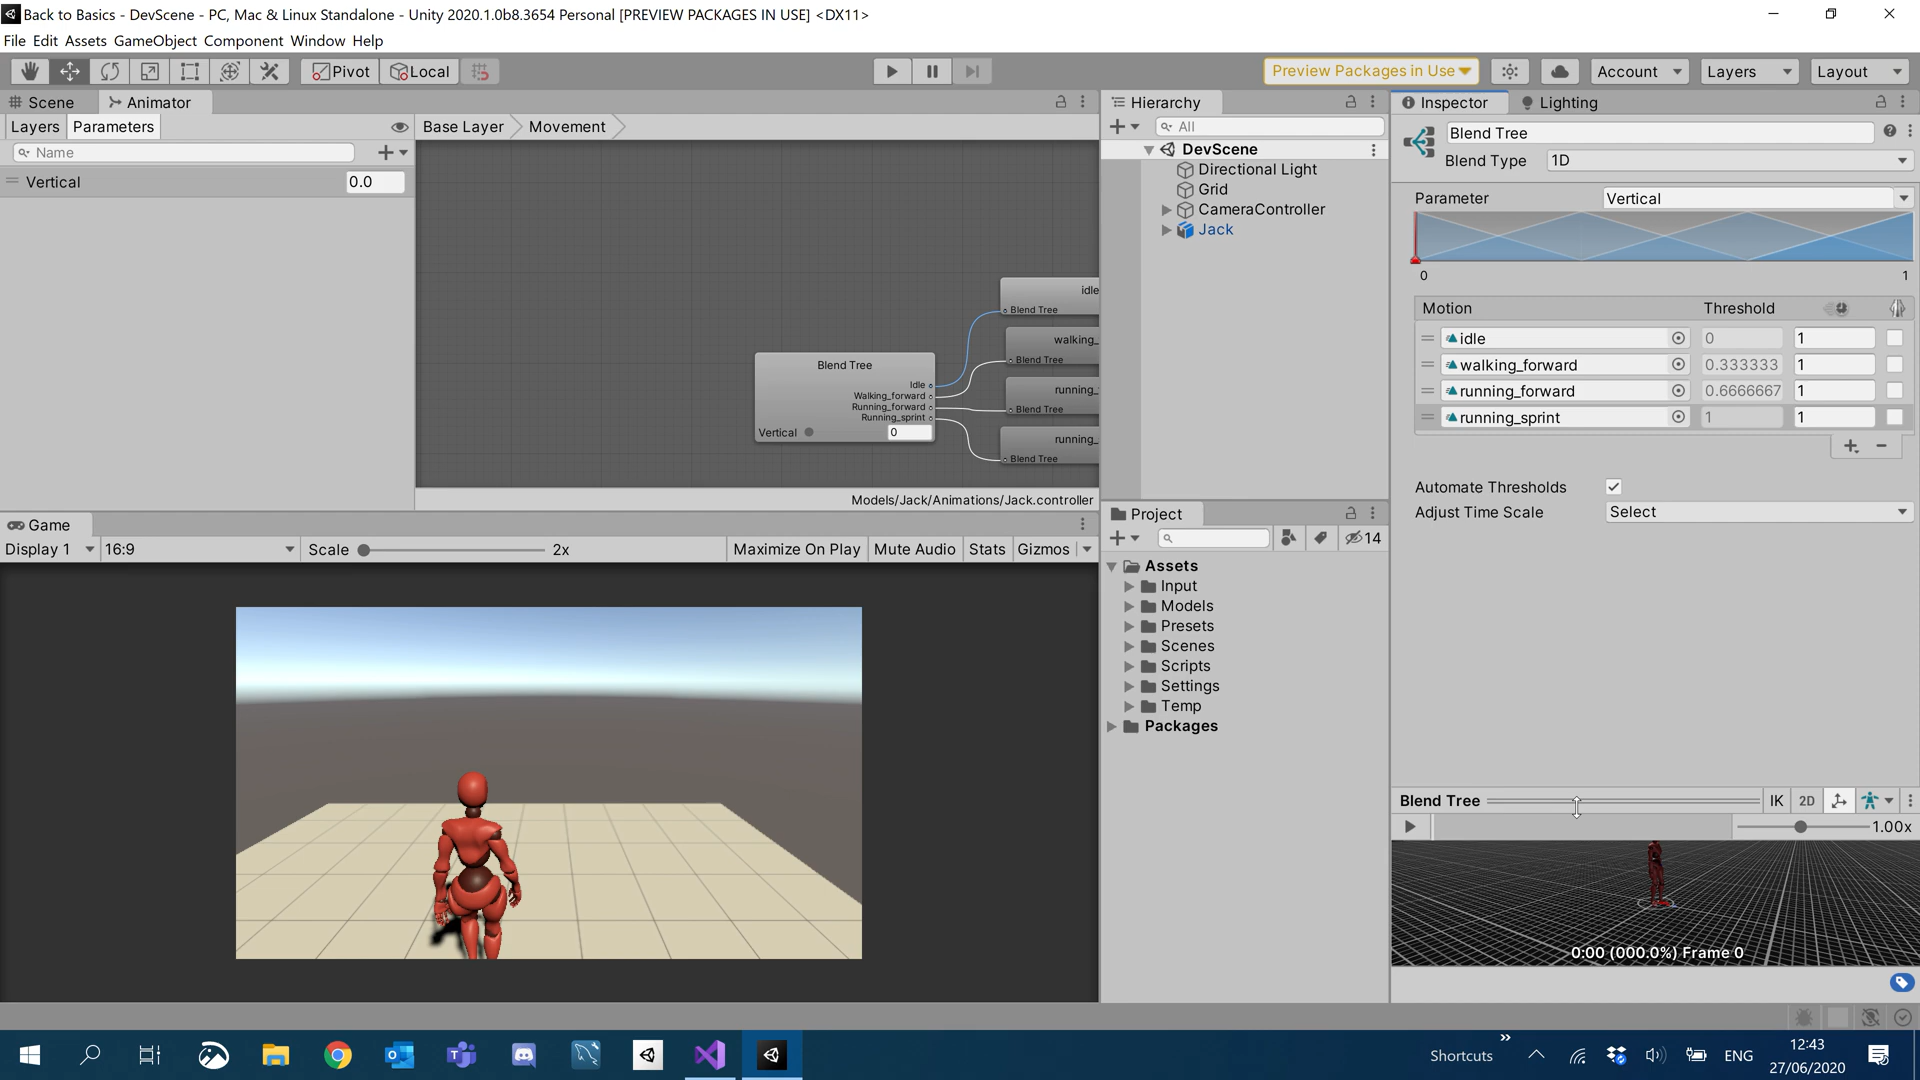 Back to Basics - DevScene - PC, Mac & Linux Standalone - Unity 2020.1.0b8.3654 Personal [PREVIEW PACKAGES IN USE] <DX11>
File Edit Assets GameObject Component Window Help
Pivot Local Preview Packages in Use Account Layers Layout
Scene Animator
Layers Parameters
Name
Vertical 0.0
Base Layer Movement
Blend Tree
Idle
Walking_forward
Running_forward
Running_sprint
Vertical 0
idle
Blend Tree
walking_
Blend Tree
running_
Blend Tree
running_
Blend Tree
Models/Jack/Animations/Jack.controller
Game
Display 1 16:9 Scale 2x Maximize On Play Mute Audio Stats Gizmos
Hierarchy
All
DevScene
Directional Light
Grid
CameraController
Jack
Project
14
Assets
Input
Models
Presets
Scenes
Scripts
Settings
Temp
Packages
Inspector Lighting
Blend Tree
Blend Type 1D
Parameter Vertical
0 1
Motion Threshold
idle 0 1
walking_forward 0.333333 1
running_forward 0.6666667 1
running_sprint 1 1
Automate Thresholds
Adjust Time Scale Select
Blend Tree IK 2D
1.00x
0:00 (000.0%) Frame 0
Shortcuts ENG
12:43
27/06/2020